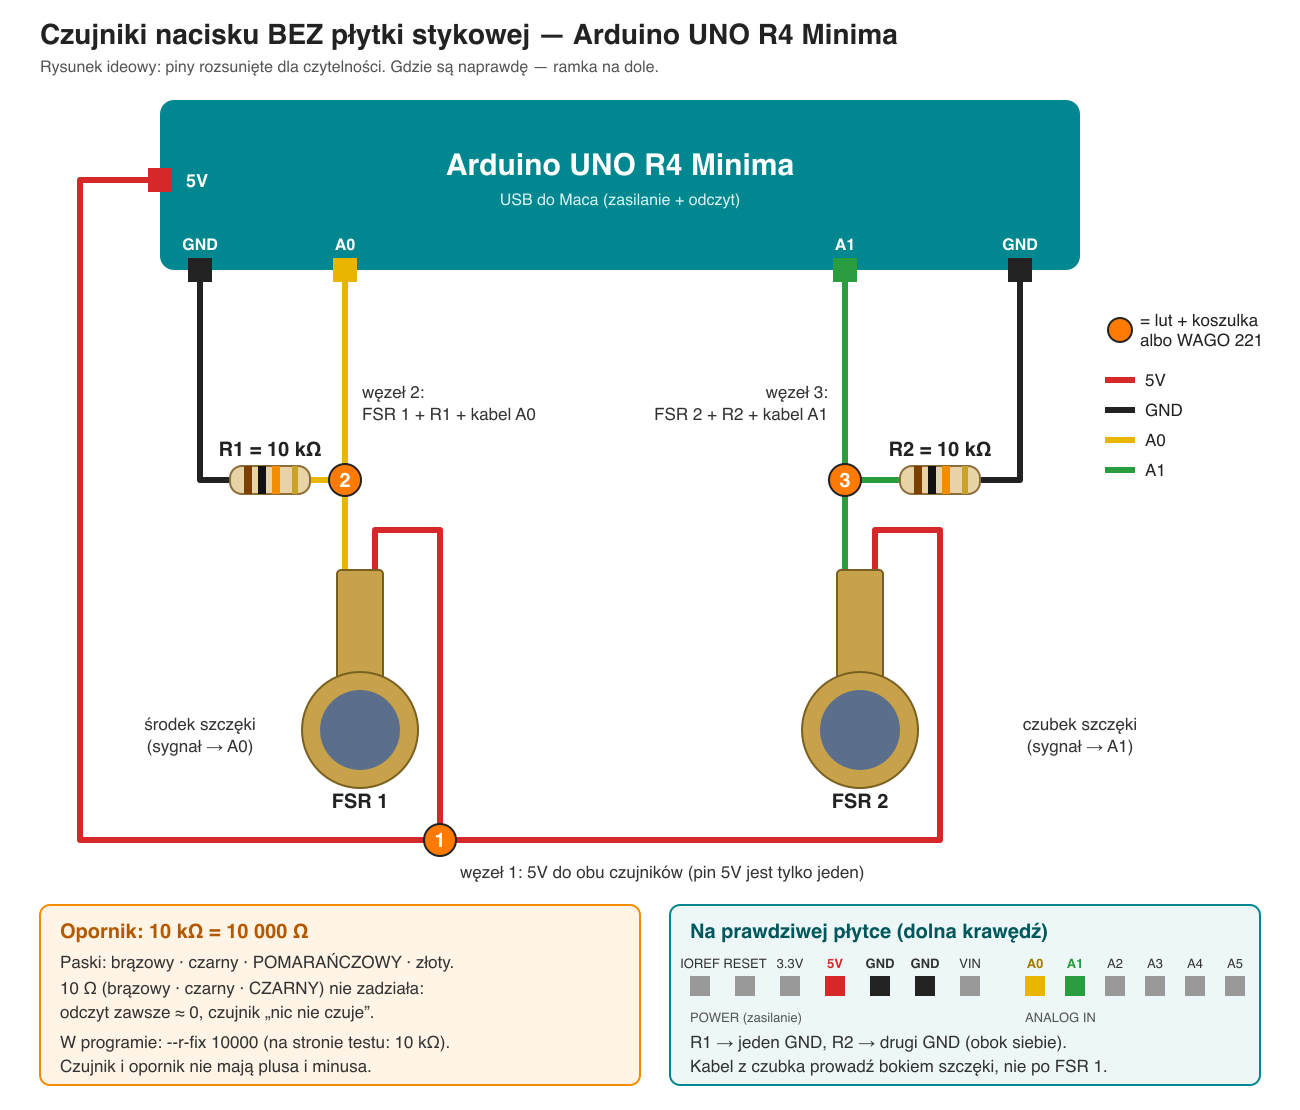 Czujniki nacisku BEZ płytki stykowej — Arduino UNO R4 Minima
Rysunek ideowy: piny rozsunięte dla czytelności. Gdzie są naprawdę — ramka na dole.
Arduino UNO R4 Minima
5V
USB do Maca (zasilanie + odczyt)
GND
A0
A1
GND
= lut + koszulka
albo WAGO 221
5V
GND
A0
A1
węzeł 2:
FSR 1 + R1 + kabel A0
węzeł 3:
FSR 2 + R2 + kabel A1
R1 = 10 kΩ
R2 = 10 kΩ
2
3
środek szczęki
(sygnał → A0)
czubek szczęki
(sygnał → A1)
FSR 1
FSR 2
1
węzeł 1: 5V do obu czujników (pin 5V jest tylko jeden)
Opornik: 10 kΩ = 10 000 Ω
Paski: brązowy · czarny · POMARAŃCZOWY · złoty.
10 Ω (brązowy · czarny · CZARNY) nie zadziała:
odczyt zawsze ≈ 0, czujnik „nic nie czuje”.
W programie: --r-fix 10000 (na stronie testu: 10 kΩ).
Czujnik i opornik nie mają plusa i minusa.
Na prawdziwej płytce (dolna krawędź)
IOREF RESET 3.3V 5V GND GND VIN A0 A1 A2 A3 A4 A5
POWER (zasilanie) ANALOG IN
R1 → jeden GND, R2 → drugi GND (obok siebie).
Kabel z czubka prowadź bokiem szczęki, nie po FSR 1.